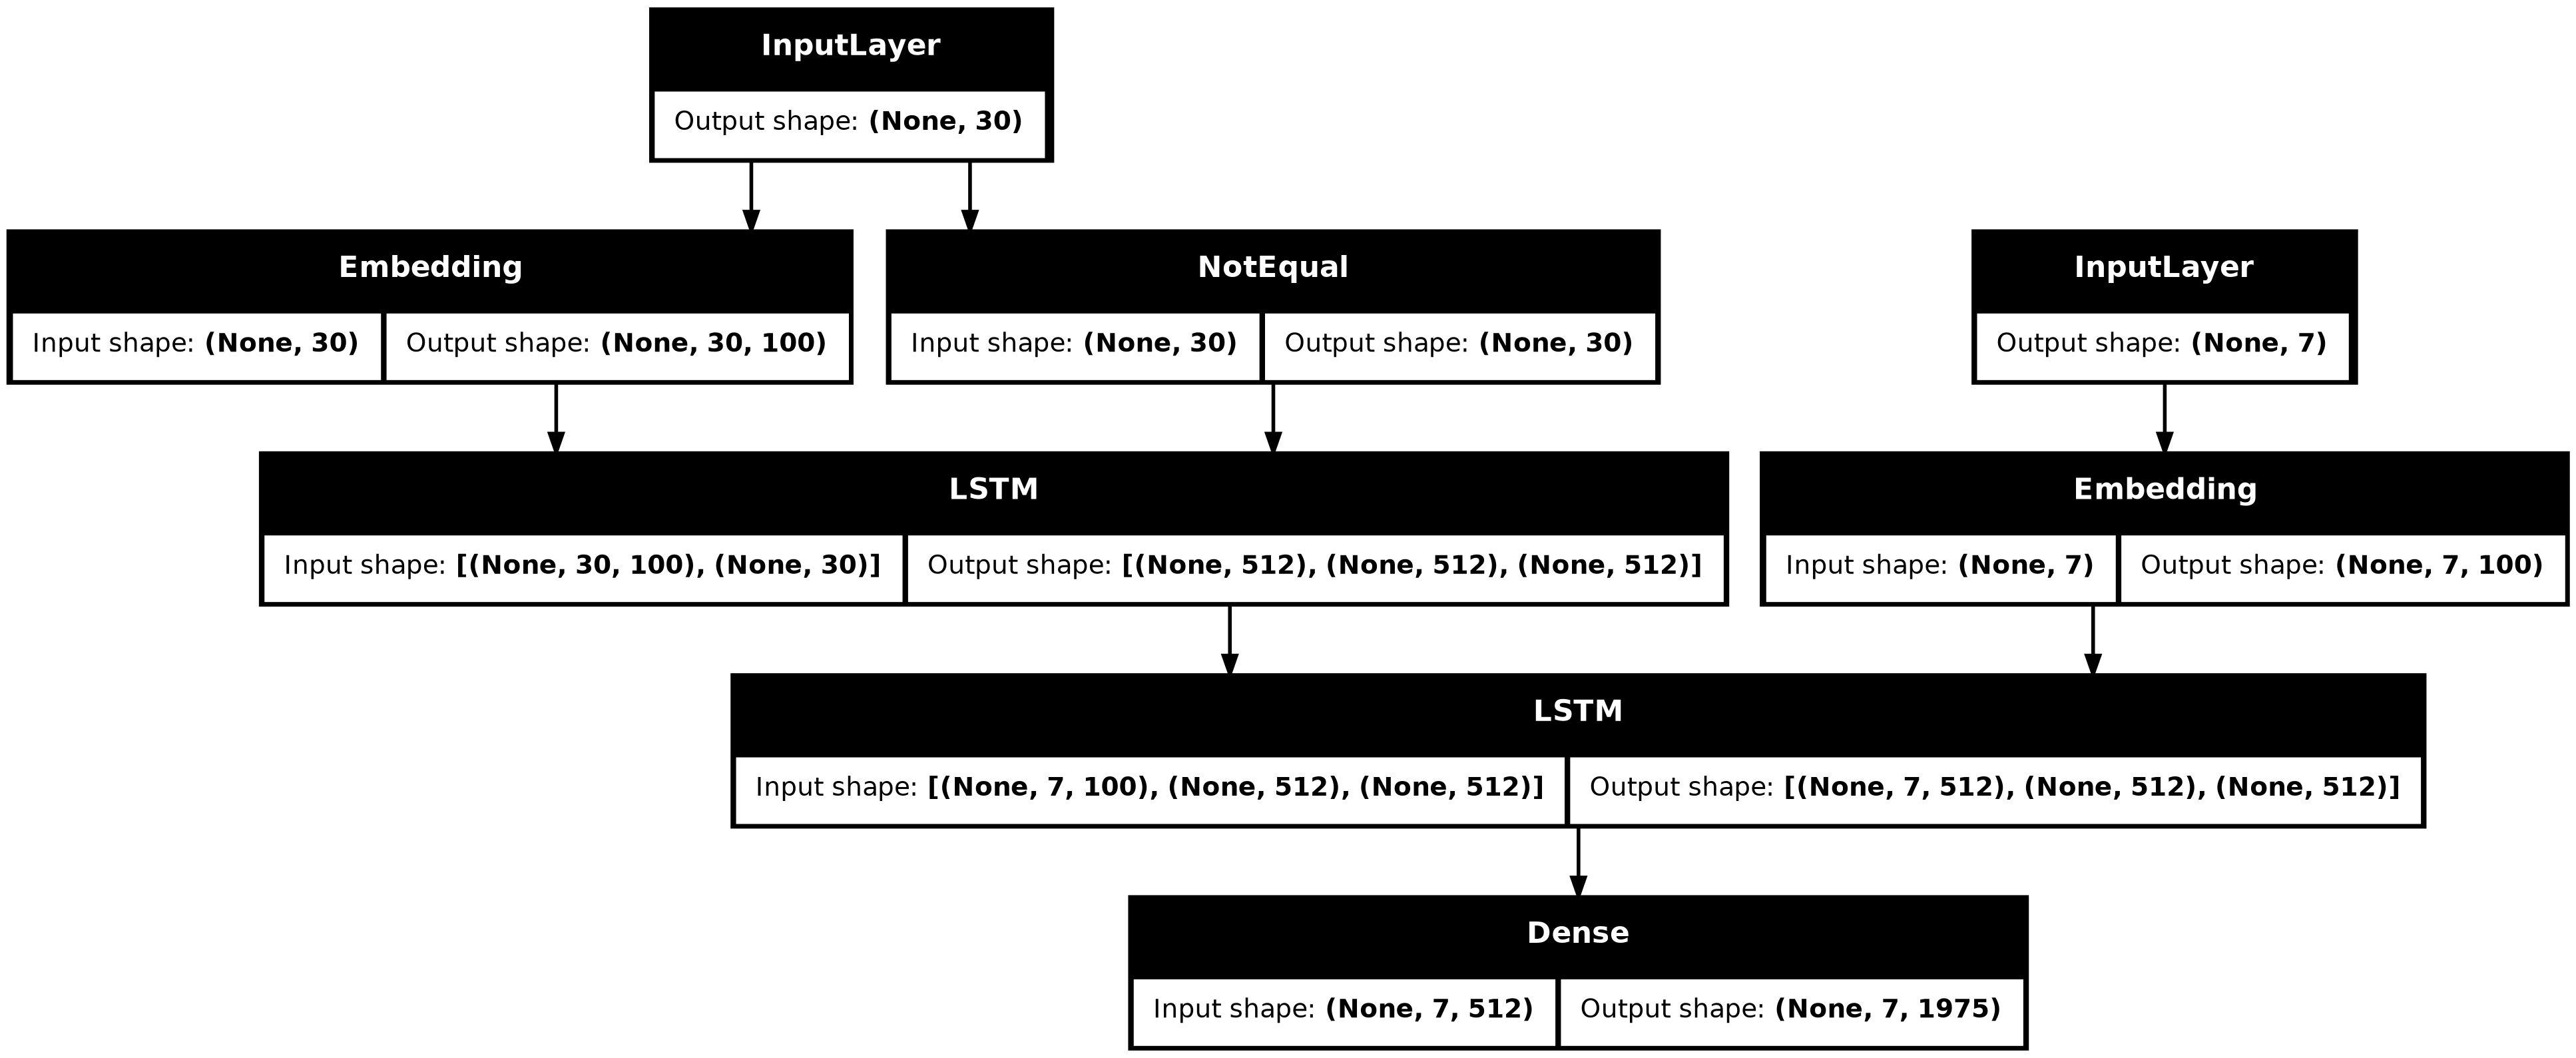 InputLayer
Output shape: (None, 30)
Embedding
Input shape: (None, 30) Output shape: (None, 30, 100)
NotEqual
Input shape: (None, 30) Output shape: (None, 30)
InputLayer
Output shape: (None, 7)
LSTM
Input shape: [(None, 30, 100), (None, 30)] Output shape: [(None, 512), (None, 512), (None, 512)]
Embedding
Input shape: (None, 7) Output shape: (None, 7, 100)
LSTM
Input shape: [(None, 7, 100), (None, 512), (None, 512)] Output shape: [(None, 7, 512), (None, 512), (None, 512)]
Dense
Input shape: (None, 7, 512) Output shape: (None, 7, 1975)